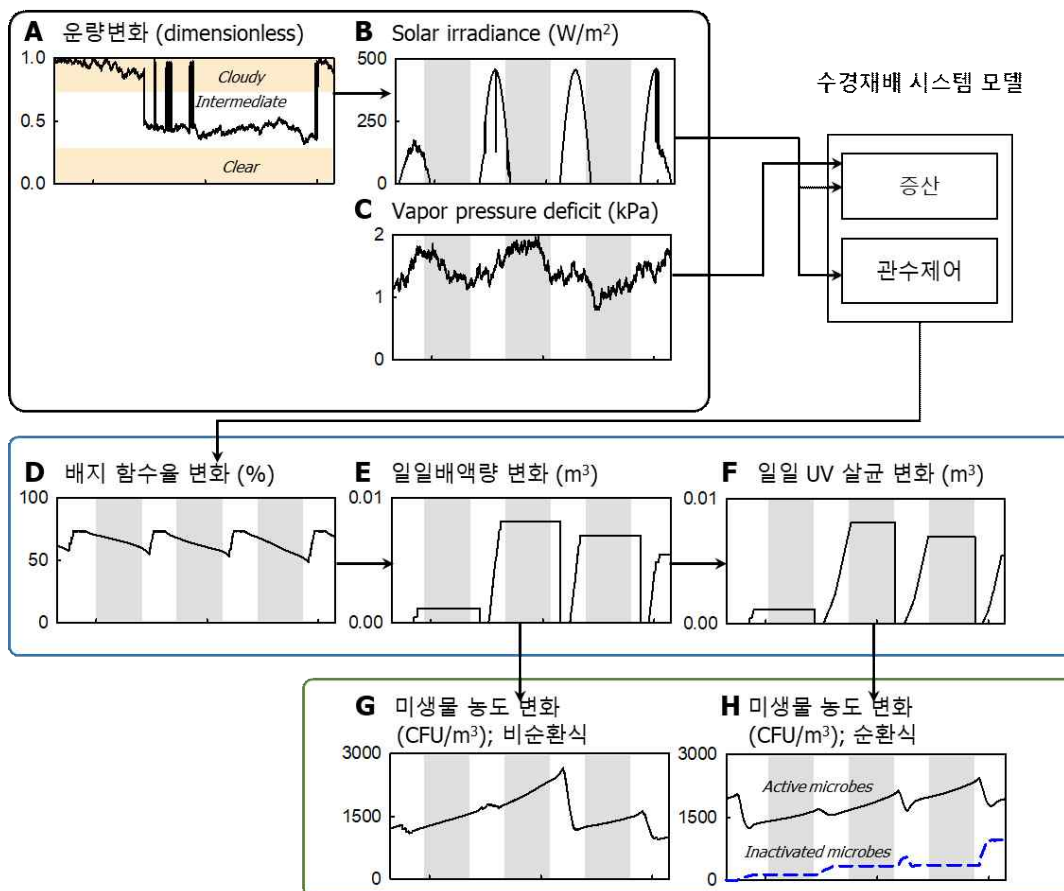 A 운량변화 (dimensionless)
1.0
0.5
0.0
Cloudy
Intermediate
Clear
B Solar irradiance (W/m²)
500
250
0
C Vapor pressure deficit (kPa)
2
1
0
수경재배 시스템 모델
증산
관수제어
D 배지 함수율 변화 (%)
100
50
0
E 일일배액량 변화 (m³)
0.01
0.00
F 일일 UV 살균 변화 (m³)
0.01
0.00
G 미생물 농도 변화
(CFU/m³); 비순환식
3000
1500
0
H 미생물 농도 변화
(CFU/m³); 순환식
3000
1500
0
Active microbes
Inactivated microbes